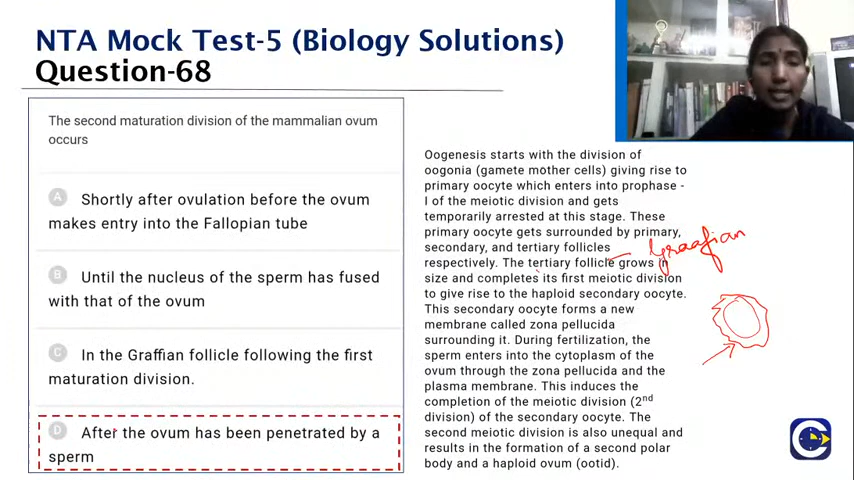 NTA Mock Test-5 (Biology Solutions)
Question-68
The second maturation division of the mammalian ovum
occurs
A Shortly after ovulation before the ovum
makes entry into the Fallopian tube
B Until the nucleus of the sperm has fused
with that of the ovum
C In the Graffian follicle following the first
maturation division.
D After the ovum has been penetrated by a
sperm
Oogenesis starts with the division of
oogonia (gamete mother cells) giving rise to
primary oocyte which enters into prophase -
I of the meiotic division and gets
temporarily arrested at this stage. These
primary oocyte gets surrounded by primary,
secondary, and tertiary follicles
respectively. The tertiary follicle grows in
size and completes its first meiotic division
to give rise to the haploid secondary oocyte.
This secondary oocyte forms a new
membrane called zona pellucida
surrounding it. During fertilization, the
sperm enters into the cytoplasm of the
ovum through the zona pellucida and the
plasma membrane. This induces the
completion of the meiotic division (2nd
division) of the secondary oocyte. The
second meiotic division is also unequal and
results in the formation of a second polar
body and a haploid ovum (ootid).
Graafian